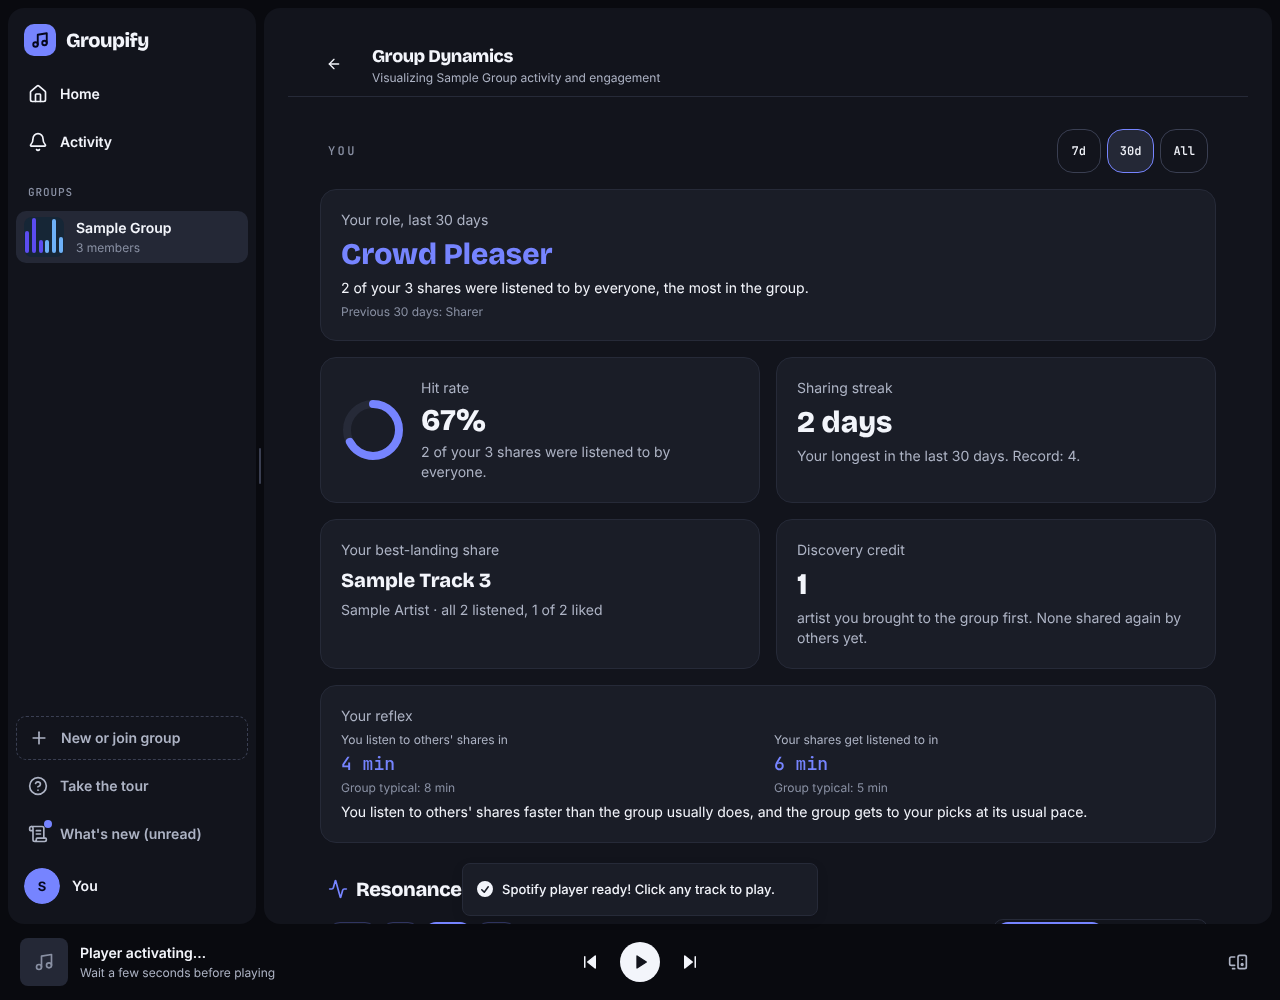 Groupify
Home
Activity
GROUPS
Sample Group
3 members
New or join group
Take the tour
What's new (unread)
S
You
Group Dynamics
Visualizing Sample Group activity and engagement
YOU
7d
30d
All
Your role, last 30 days
Crowd Pleaser
2 of your 3 shares were listened to by everyone, the most in the group.
Previous 30 days: Sharer
Hit rate
67%
2 of your 3 shares were listened to by
everyone.
Sharing streak
2 days
Your longest in the last 30 days. Record: 4.
Your best-landing share
Sample Track 3
Sample Artist · all 2 listened, 1 of 2 liked
Discovery credit
1
artist you brought to the group first. None shared again by
others yet.
Your reflex
You listen to others' shares in
4 min
Group typical: 8 min
Your shares get listened to in
6 min
Group typical: 5 min
You listen to others' shares faster than the group usually does, and the group gets to your picks at its usual pace.
Resonance
Spotify player ready! Click any track to play.
Player activating...
Wait a few seconds before playing